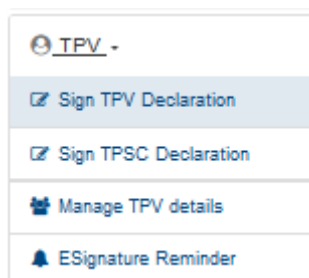 TPV
Sign TPV Declaration
Sign TPSC Declaration
Manage TPV details
ESignature Reminder